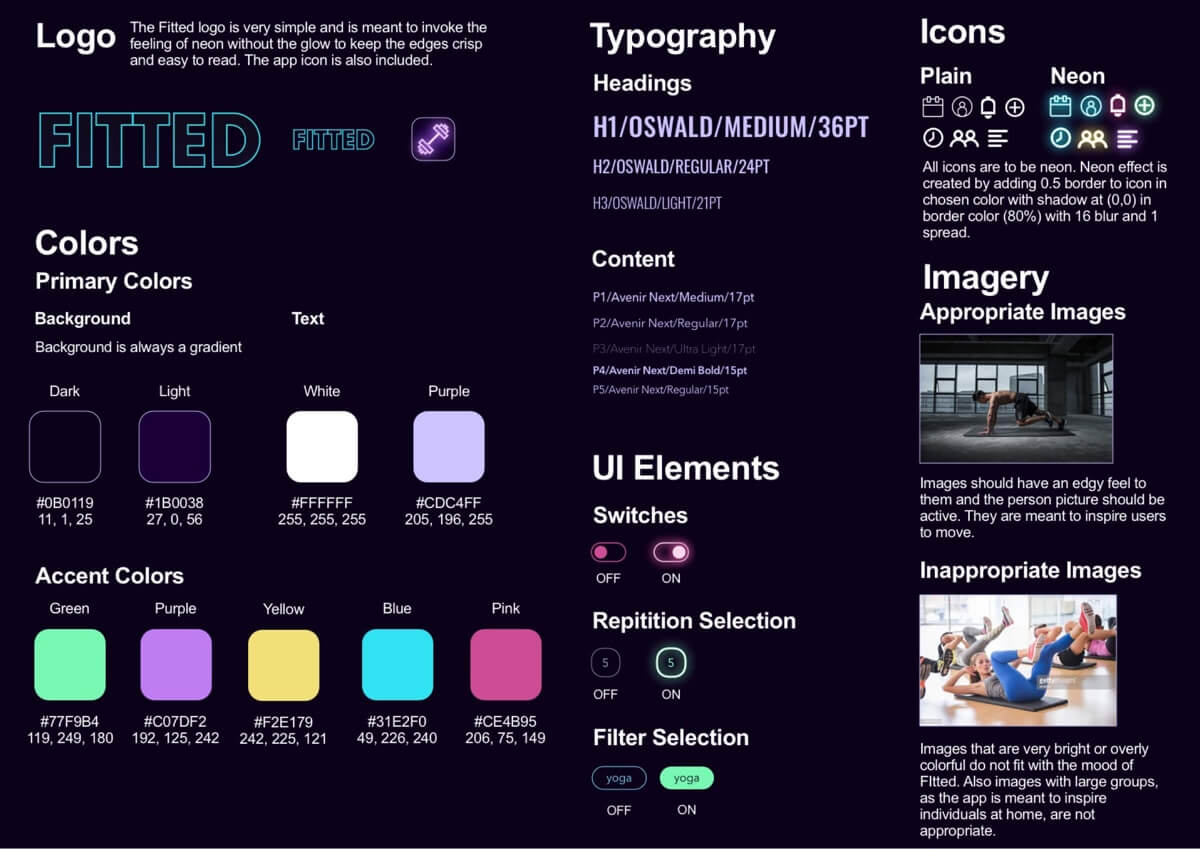 Logo
The Fitted logo is very simple and is meant to invoke the
feeling of neon without the glow to keep the edges crisp
and easy to read. The app icon is also included.
FITTED
FITTED
Colors
Primary Colors
Background
Text
Background is always a gradient
Dark
Light
White
Purple
#0B0119
#1B0038
#FFFFFF
#CDC4FF
11, 1, 25
27, 0, 56
255, 255, 255
205, 196, 255
Accent Colors
Green
Purple
Yellow
Blue
Pink
#77F9B4
#C07DF2
#F2E179
#31E2F0
#CE4B95
119, 249, 180
192, 125, 242
242, 225, 121
49, 226, 240
206, 75, 149
Typography
Headings
H1/OSWALD/MEDIUM/36PT
H2/OSWALD/REGULAR/24PT
H3/OSWALD/LIGHT/21PT
Content
P1/Avenir Next/Medium/17pt
P2/Avenir Next/Regular/17pt
P3/Avenir Next/Ultra Light/17pt
P4/Avenir Next/Demi Bold/15pt
P5/Avenir Next/Regular/15pt
UI Elements
Switches
OFF
ON
Repitition Selection
5
5
OFF
ON
Filter Selection
yoga
yoga
OFF
ON
Icons
Plain
Neon
All icons are to be neon. Neon effect is
created by adding 0.5 border to icon in
chosen color with shadow at (0,0) in
border color (80%) with 16 blur and 1
spread.
Imagery
Appropriate Images
Images should have an edgy feel to
them and the person picture should be
active. They are meant to inspire users
to move.
Inappropriate Images
Images that are very bright or overly
colorful do not fit with the mood of
FItted. Also images with large groups,
as the app is meant to inspire
individuals at home, are not
appropriate.